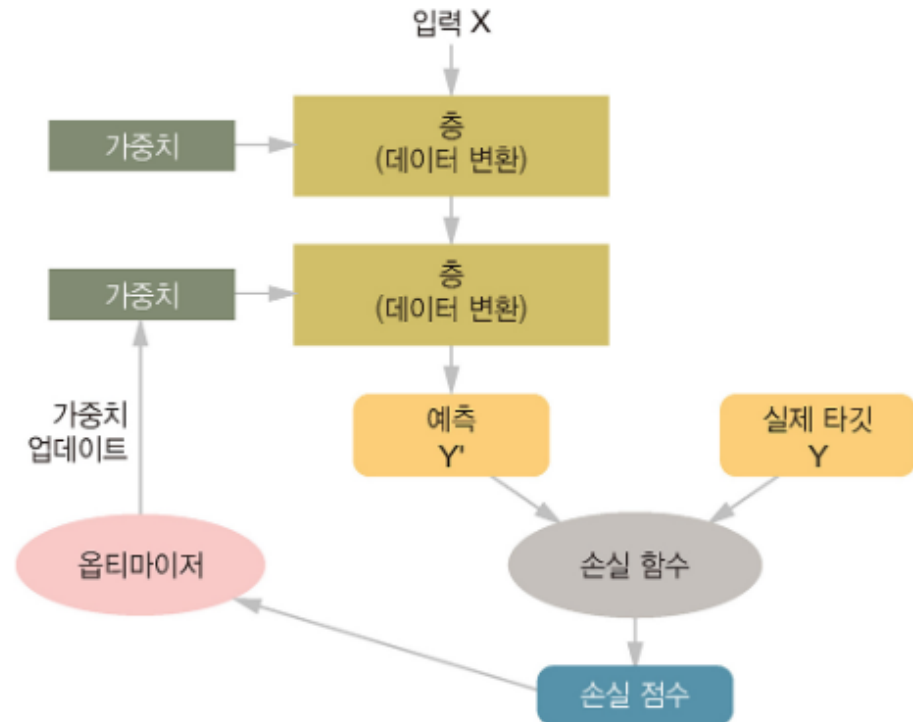 입력 X
가중치
층
(데이터 변환)
가중치
층
(데이터 변환)
가중치
업데이트
예측
Y'
실제 타깃
Y
옵티마이저
손실 함수
손실 점수